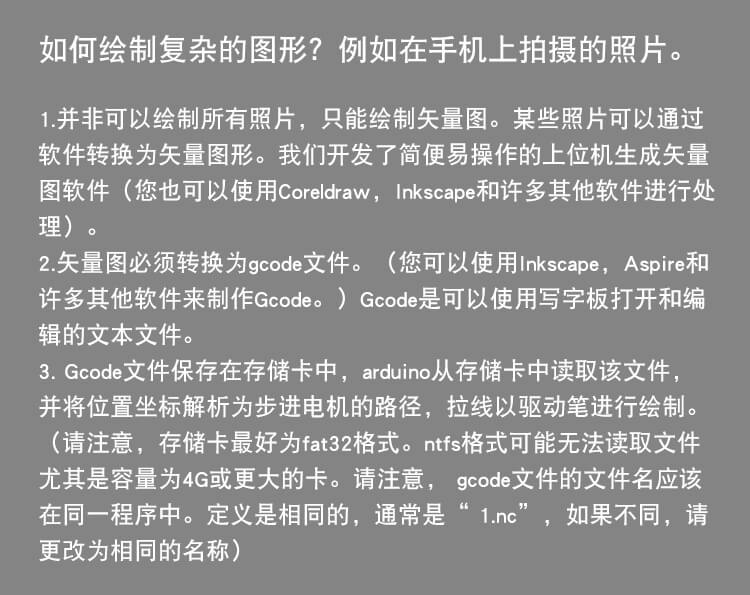 如何绘制复杂的图形？例如在手机上拍摄的照片。
1.并非可以绘制所有照片，只能绘制矢量图。某些照片可以通过
软件转换为矢量图形。我们开发了简便易操作的上位机生成矢量
图软件（您也可以使用Coreldraw，Inkscape和许多其他软件进行处
理）。
2.矢量图必须转换为gcode文件。（您可以使用Inkscape，Aspire和
许多其他软件来制作Gcode。）Gcode是可以使用写字板打开和编
辑的文本文件。
3. Gcode文件保存在存储卡中，arduino从存储卡中读取该文件，
并将位置坐标解析为步进电机的路径，拉线以驱动笔进行绘制。
（请注意，存储卡最好为fat32格式。ntfs格式可能无法读取文件
尤其是容量为4G或更大的卡。请注意， gcode文件的文件名应该
在同一程序中。定义是相同的，通常是“ 1.nc”，如果不同，请
更改为相同的名称）